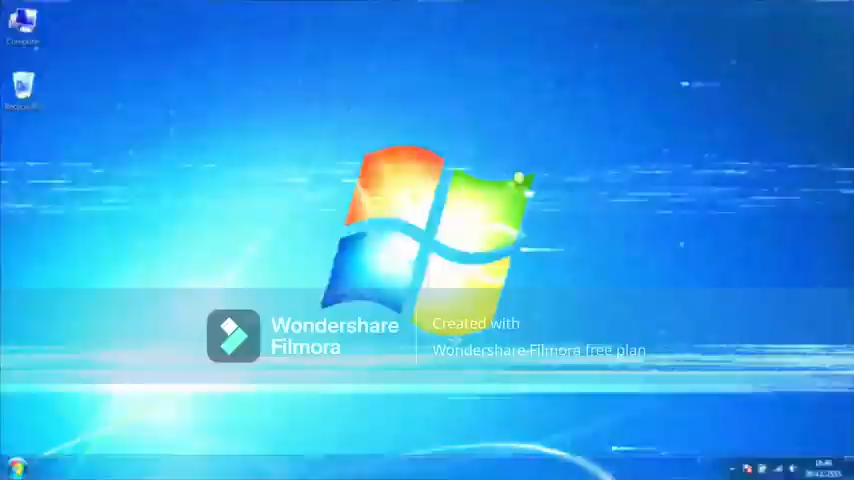 Computer
Recycle Bin
Wondershare
Filmora
Created with
Wondershare Filmora free plan